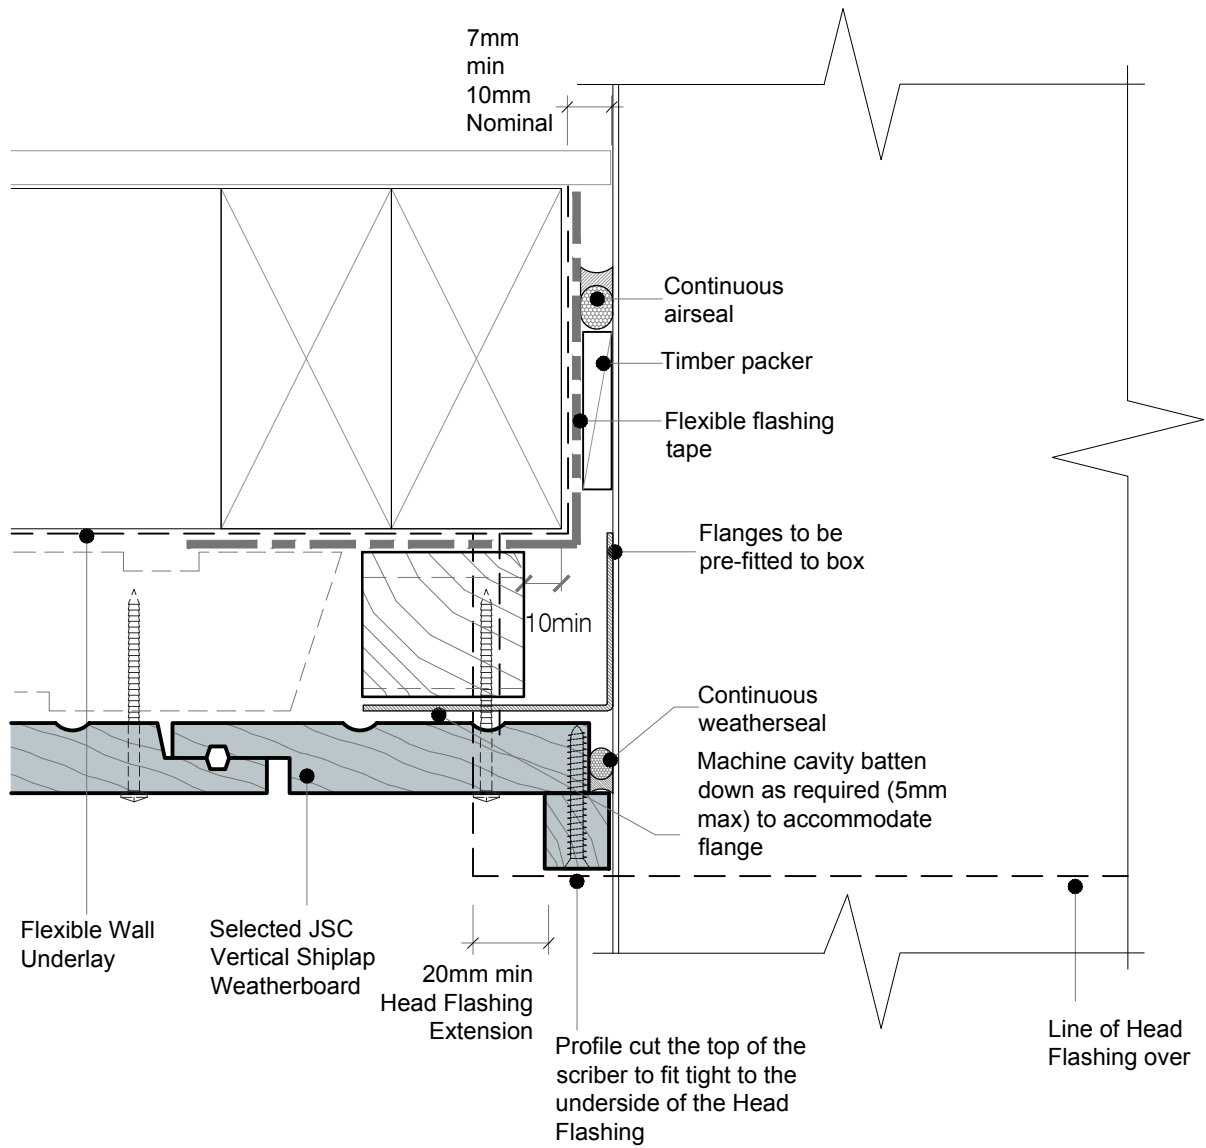 7mm
min
10mm
Nominal
Continuous
airseal
Timber packer
Flexible flashing
tape
Flanges to be
pre-fitted to box
10min
Continuous
weatherseal
Machine cavity batten
down as required (5mm
max) to accommodate
flange
Flexible Wall
Underlay
Selected JSC
Vertical Shiplap
Weatherboard
20mm min
Head Flashing
Extension
Profile cut the top of the
scriber to fit tight to the
underside of the Head
Flashing
Line of Head
Flashing over